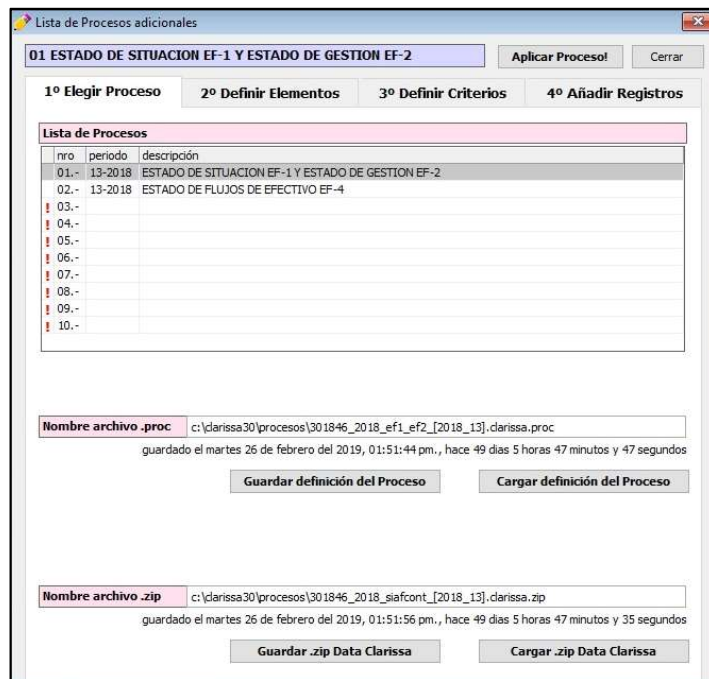 Lista de Procesos adicionales
01 ESTADO DE SITUACION EF-1 Y ESTADO DE GESTION EF-2 Aplicar Proceso! Cerrar
1º Elegir Proceso 2º Definir Elementos 3º Definir Criterios 4º Añadir Registros
Lista de Procesos
nro periodo descripción
01.- 13-2018 ESTADO DE SITUACION EF-1 Y ESTADO DE GESTION EF-2
02.- 13-2018 ESTADO DE FLUJOS DE EFECTIVO EF-4
! 03.-
! 04.-
! 05.-
! 06.-
! 07.-
! 08.-
! 09.-
! 10.-
Nombre archivo .proc c:\clarissa30\procesos\301846_2018_ef1_ef2_[2018_13].clarissa.proc
guardado el martes 26 de febrero del 2019, 01:51:44 pm., hace 49 dias 5 horas 47 minutos y 47 segundos
Guardar definición del Proceso Cargar definición del Proceso
Nombre archivo .zip c:\clarissa30\procesos\301846_2018_siafcont_[2018_13].clarissa.zip
guardado el martes 26 de febrero del 2019, 01:51:56 pm., hace 49 dias 5 horas 47 minutos y 35 segundos
Guardar .zip Data Clarissa Cargar .zip Data Clarissa